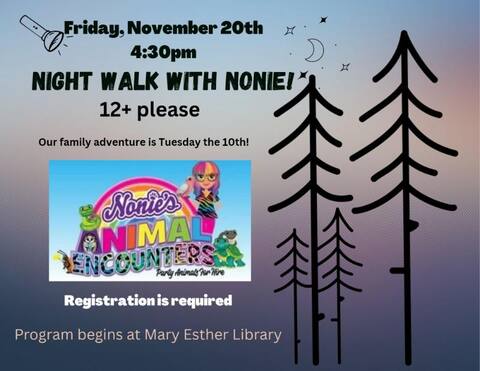 Friday, November 20th
4:30pm
NIGHT WALK WITH NONIE!
12+ please
Our family adventure is Tuesday the 10th!
Nonie's
ANIMAL
ENCOUNTERS
Party Animals For Hire
Registration is required
Program begins at Mary Esther Library